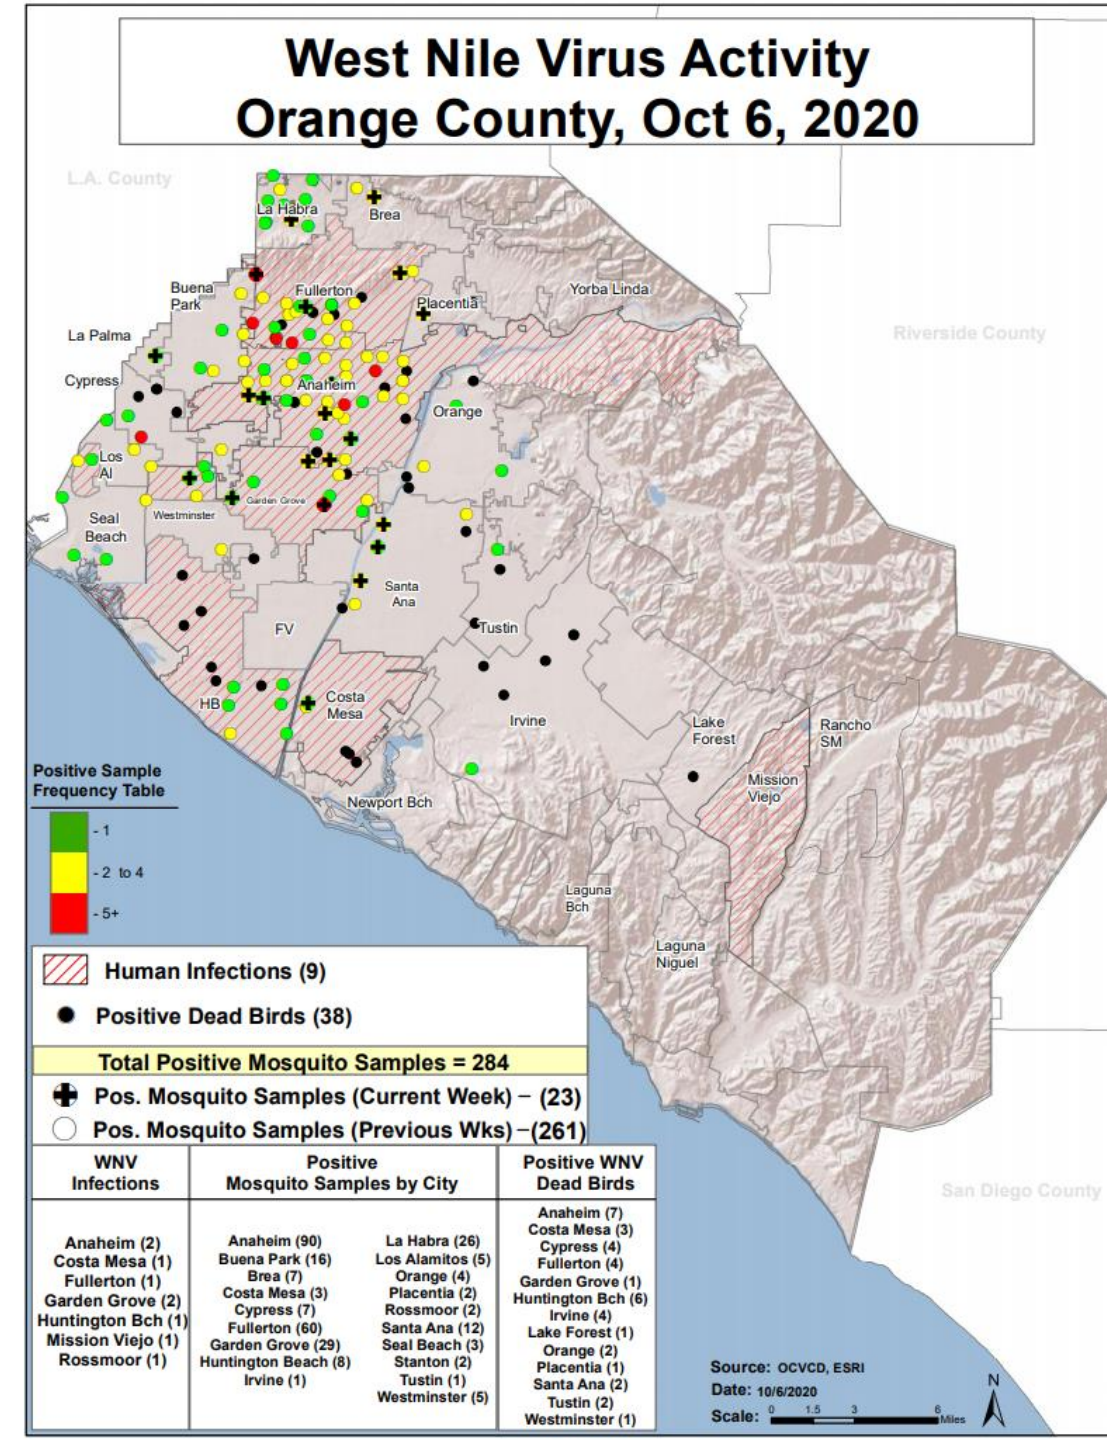 West Nile Virus Activity
Orange County, Oct 6, 2020
L.A. County
La Habra
Brea
Buena
Park
Fullerton
Placentia
Yorba Linda
La Palma
Riverside County
Cypress
Anaheim
Orange
Los
Al
Garden Grove
Seal
Beach
Westminster
Santa
Ana
FV
Tustin
HB
Costa
Mesa
Irvine
Lake
Forest
Rancho
SM
Mission
Viejo
Newport Bch
Laguna
Bch
Laguna
Niguel
San Diego County
Positive Sample
Frequency Table
- 1
- 2 to 4
- 5+
Human Infections (9)
Positive Dead Birds (38)
Total Positive Mosquito Samples = 284
Pos. Mosquito Samples (Current Week) – (23)
Pos. Mosquito Samples (Previous Wks) –(261)
WNV
Infections
Anaheim (2)
Costa Mesa (1)
Fullerton (1)
Garden Grove (2)
Huntington Bch (1)
Mission Viejo (1)
Rossmoor (1)
Positive
Mosquito Samples by City
Anaheim (90)
Buena Park (16)
Brea (7)
Costa Mesa (3)
Cypress (7)
Fullerton (60)
Garden Grove (29)
Huntington Beach (8)
Irvine (1)
La Habra (26)
Los Alamitos (5)
Orange (4)
Placentia (2)
Rossmoor (2)
Santa Ana (12)
Seal Beach (3)
Stanton (2)
Tustin (1)
Westminster (5)
Positive WNV
Dead Birds
Anaheim (7)
Costa Mesa (3)
Cypress (4)
Fullerton (4)
Garden Grove (1)
Huntington Bch (6)
Irvine (4)
Lake Forest (1)
Orange (2)
Placentia (1)
Santa Ana (2)
Tustin (2)
Westminster (1)
Source: OCVCD, ESRI
Date: 10/6/2020
Scale: 0 1.5 3 6 Miles
N